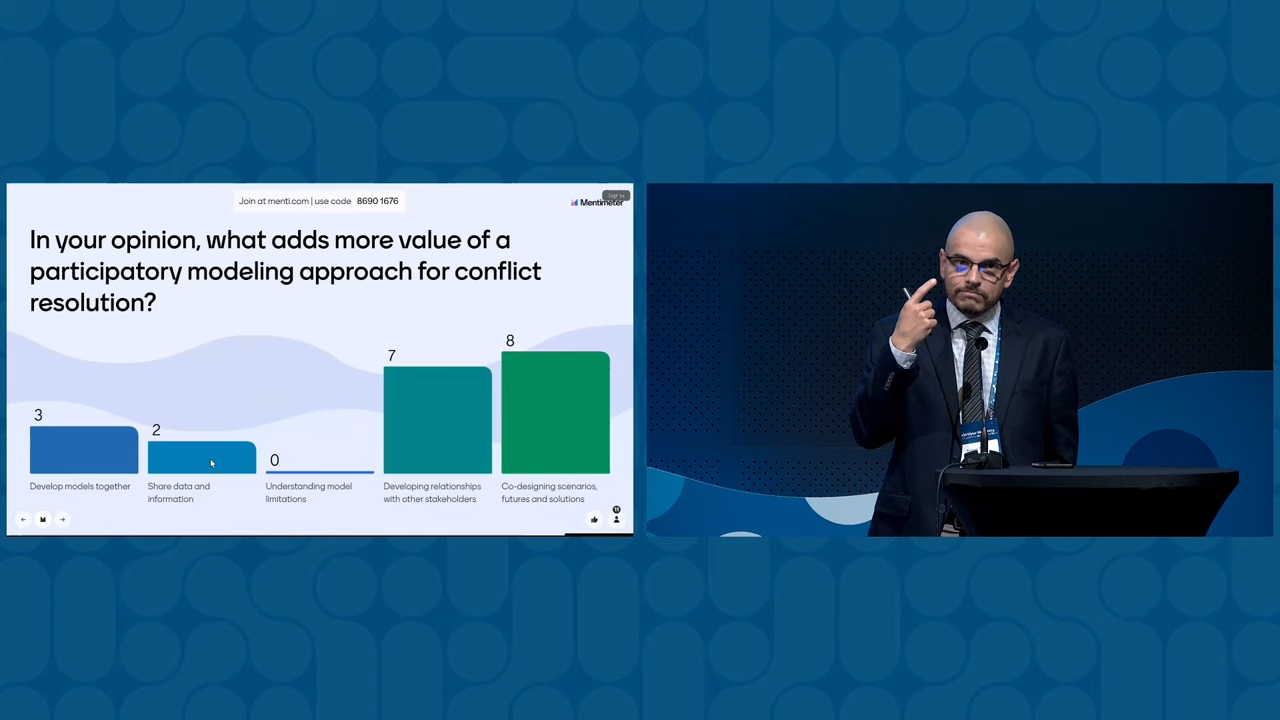 Join at menti.com | use code 8690 1676
Sign in
Mentimeter
In your opinion, what adds more value of a
participatory modeling approach for conflict
resolution?
3
2
0
7
8
Develop models together
Share data and
information
Understanding model
limitations
Developing relationships
with other stakeholders
Co-designing scenarios,
futures and solutions